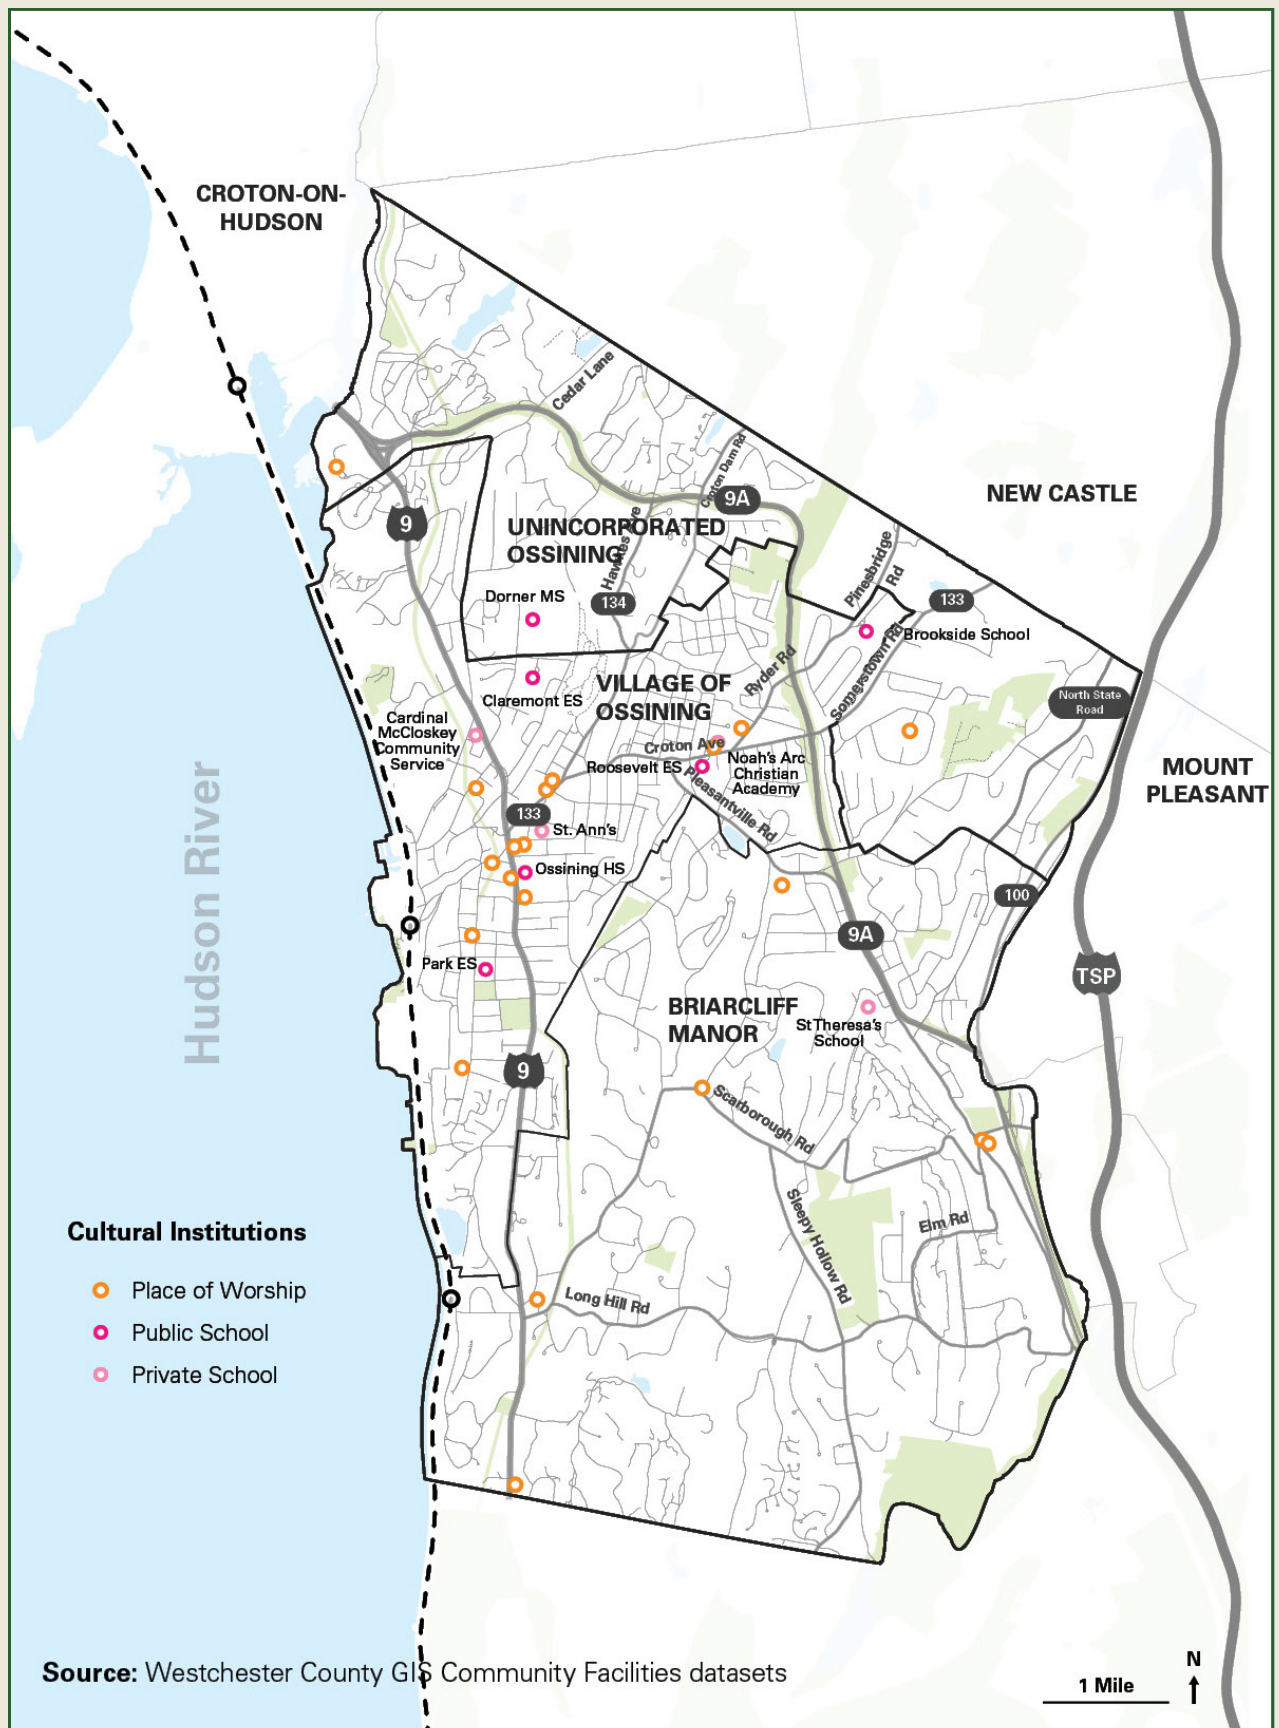 CROTON-ON-
HUDSON
NEW CASTLE
MOUNT
PLEASANT
Cedar Lane
Croton Dam Rd
9A
9
UNINCORPORATED
OSSINING
Hawkes Ave
134
Dorner MS
Pinesbridge
Rd
133
Brookside School
Somerstown Rd
Ryder Rd
North State
Road
Claremont ES
VILLAGE OF
OSSINING
Cardinal
McCloskey
Community
Service
Croton Ave
Roosevelt ES
Noah's Arc
Christian
Academy
Pleasantville Rd
133
St. Ann's
Ossining HS
100
9A
Park ES
TSP
BRIARCLIFF
MANOR
St Theresa's
School
9
Scarborough Rd
Sleepy Hollow Rd
Elm Rd
Long Hill Rd
Hudson River
Cultural Institutions
Place of Worship
Public School
Private School
Source: Westchester County GIS Community Facilities datasets
1 Mile
N